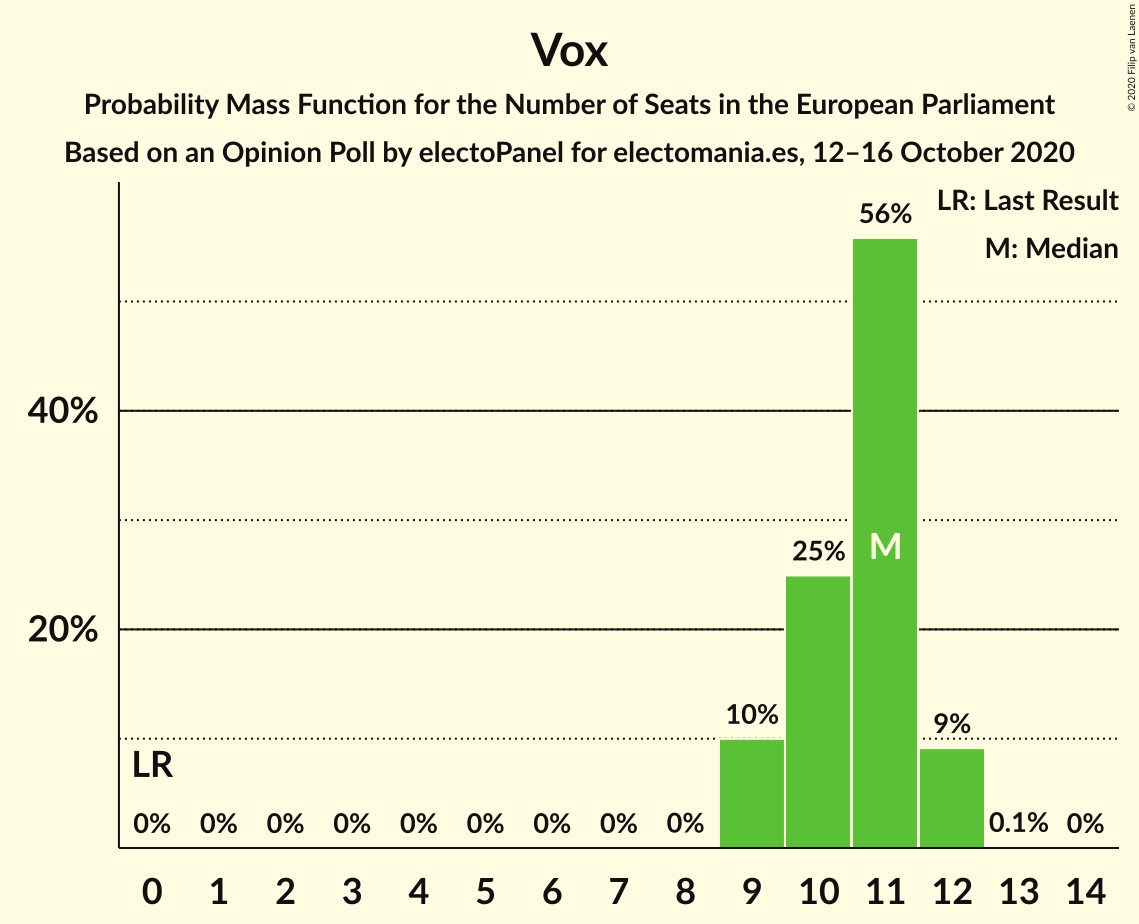 Vox
Probability Mass Function for the Number of Seats in the European Parliament
Based on an Opinion Poll by electoPanel for electomania.es, 12–16 October 2020
© 2020 Filip van Laenen
LR: Last Result
M: Median
56%
40%
25%
M
20%
10%
9%
LR
0% 0% 0% 0% 0% 0% 0% 0% 0% 0.1% 0%
0 1 2 3 4 5 6 7 8 9 10 11 12 13 14